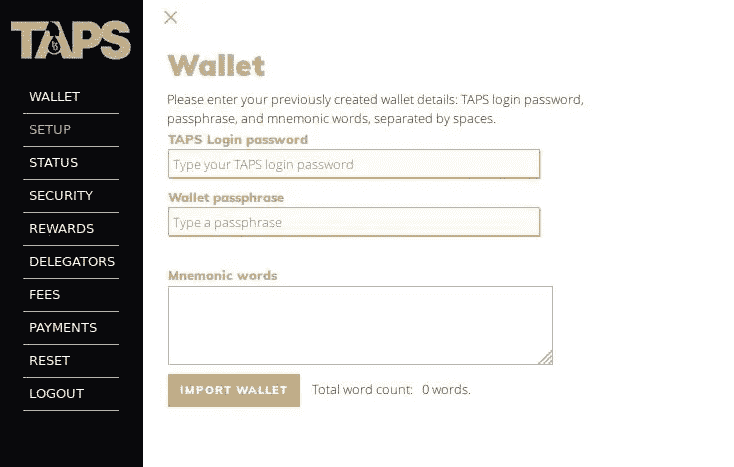 TAPS
WALLET
SETUP
STATUS
SECURITY
REWARDS
DELEGATORS
FEES
PAYMENTS
RESET
LOGOUT
Wallet
Please enter your previously created wallet details: TAPS login password,
passphrase, and mnemonic words, separated by spaces.
TAPS Login password
Type your TAPS login password
Wallet passphrase
Type a passphrase
Mnemonic words
IMPORT WALLET Total word count: 0 words.